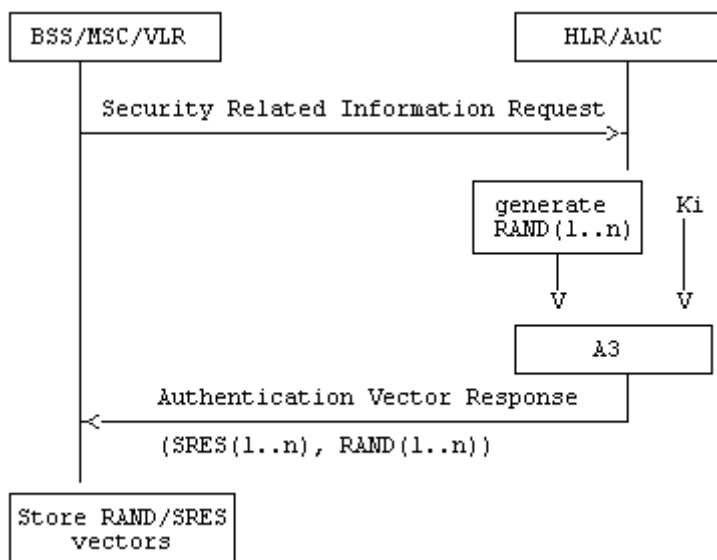 BSS/MSC/VLR
HLR/AuC
Security Related Information Request
generate
RAND(1..n)
Ki
V
V
A3
Authentication Vector Response
(SRES(1..n), RAND(1..n))
Store RAND/SRES
vectors